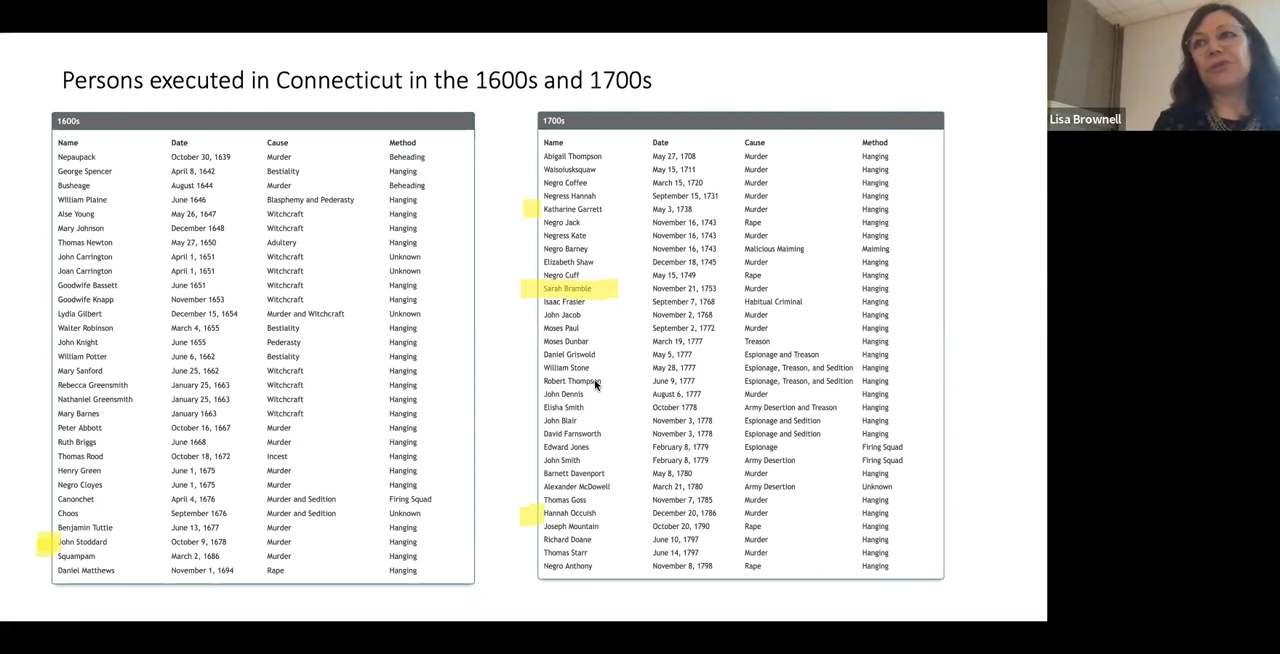 Persons executed in Connecticut in the 1600s and 1700s
1600s
Name Date Cause Method
Nepaupack October 30, 1639 Murder Beheading
George Spencer April 8, 1642 Bestiality Hanging
Busheage August 1644 Murder Beheading
William Plaine June 1646 Blasphemy and Pederasty Hanging
Alse Young May 26, 1647 Witchcraft Hanging
Mary Johnson December 1648 Witchcraft Hanging
Thomas Newton May 27, 1650 Adultery Hanging
John Carrington April 1, 1651 Witchcraft Unknown
Joan Carrington April 1, 1651 Witchcraft Unknown
Goodwife Bassett June 1651 Witchcraft Hanging
Goodwife Knapp November 1653 Witchcraft Hanging
Lydia Gilbert December 15, 1654 Murder and Witchcraft Unknown
Walter Robinson March 4, 1655 Bestiality Hanging
John Knight June 1655 Pederasty Hanging
William Potter June 6, 1662 Bestiality Hanging
Mary Sanford June 25, 1662 Witchcraft Hanging
Rebecca Greensmith January 25, 1663 Witchcraft Hanging
Nathaniel Greensmith January 25, 1663 Witchcraft Hanging
Mary Barnes January 1663 Witchcraft Hanging
Peter Abbott October 16, 1667 Murder Hanging
Ruth Briggs June 1668 Murder Hanging
Thomas Rood October 18, 1672 Incest Hanging
Henry Green June 1, 1675 Murder Hanging
Negro Cloyes June 1, 1675 Murder Hanging
Canonchet April 4, 1676 Murder and Sedition Firing Squad
Choos September 1676 Murder and Sedition Unknown
Benjamin Tuttle June 13, 1677 Murder Hanging
John Stoddard October 9, 1678 Murder Hanging
Squampam March 2, 1686 Murder Hanging
Daniel Matthews November 1, 1694 Rape Hanging
1700s
Name Date Cause Method
Abigail Thompson May 27, 1708 Murder Hanging
Waisoiusksquaw May 15, 1711 Murder Hanging
Negro Coffee March 15, 1720 Murder Hanging
Negress Hannah September 15, 1731 Murder Hanging
Katharine Garrett May 3, 1738 Murder Hanging
Negro Jack November 16, 1743 Rape Hanging
Negress Kate November 16, 1743 Murder Hanging
Negro Barney November 16, 1743 Malicious Maiming Maiming
Elizabeth Shaw December 18, 1745 Murder Hanging
Negro Cuff May 15, 1749 Rape Hanging
Sarah Bramble November 21, 1753 Murder Hanging
Isaac Frasier September 7, 1768 Habitual Criminal Hanging
John Jacob November 2, 1768 Murder Hanging
Moses Paul September 2, 1772 Murder Hanging
Moses Dunbar March 19, 1777 Treason Hanging
Daniel Griswold May 5, 1777 Espionage and Treason Hanging
William Stone May 28, 1777 Espionage, Treason, and Sedition Hanging
Robert Thompson June 9, 1777 Espionage, Treason, and Sedition Hanging
John Dennis August 6, 1777 Murder Hanging
Elisha Smith October 1778 Army Desertion and Treason Hanging
John Blair November 3, 1778 Espionage and Sedition Hanging
David Farnsworth November 3, 1778 Espionage and Sedition Hanging
Edward Jones February 8, 1779 Espionage Firing Squad
John Smith February 8, 1779 Army Desertion Firing Squad
Barnett Davenport May 8, 1780 Murder Hanging
Alexander McDowell March 21, 1780 Army Desertion Unknown
Thomas Goss November 7, 1785 Murder Hanging
Hannah Occuish December 20, 1786 Murder Hanging
Joseph Mountain October 20, 1790 Rape Hanging
Richard Doane June 10, 1797 Murder Hanging
Thomas Starr June 14, 1797 Murder Hanging
Negro Anthony November 8, 1798 Rape Hanging
Lisa Brownell